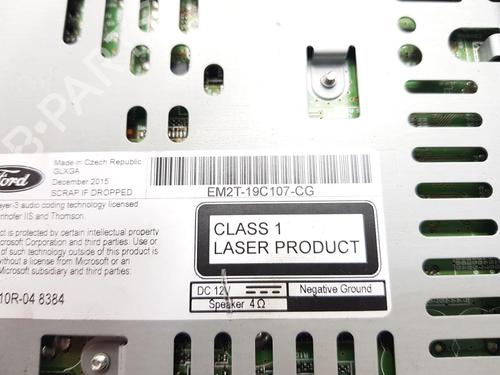 Ford
Made in Czech Republic
GLXGA
December 2015
SCRAP IF DROPPED
EM2T-19C107-CG
ayer-3 audio coding technology licensed
nhofer IIS and Thomson.
ct is protected by certain intellectual property
icrosoft Corporation and third parties. Use or
of such technology outside of this product is
without a license from Microsoft or an
Microsoft subsidiary and third parties.
CLASS 1
LASER PRODUCT
DC 12V
Negative Ground
Speaker 4 Ω
10R-04 8384
B-PARTS